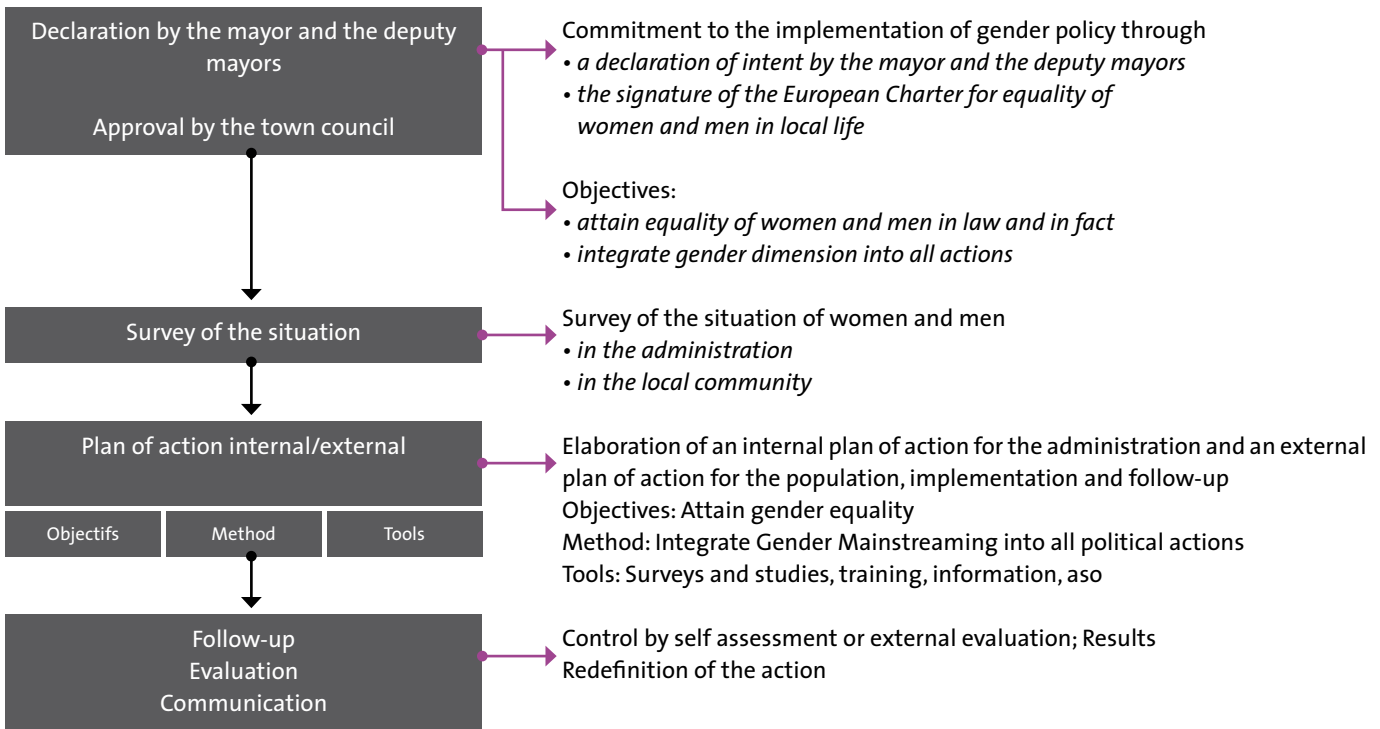 Declaration by the mayor and the deputy
mayors
Approval by the town council
Commitment to the implementation of gender policy through
• a declaration of intent by the mayor and the deputy mayors
• the signature of the European Charter for equality of
women and men in local life
Objectives:
• attain equality of women and men in law and in fact
• integrate gender dimension into all actions
Survey of the situation
Survey of the situation of women and men
• in the administration
• in the local community
Plan of action internal/external
Objectifs
Method
Tools
Elaboration of an internal plan of action for the administration and an external
plan of action for the population, implementation and follow-up
Objectives: Attain gender equality
Method: Integrate Gender Mainstreaming into all political actions
Tools: Surveys and studies, training, information, aso
Follow-up
Evaluation
Communication
Control by self assessment or external evaluation; Results
Redefinition of the action